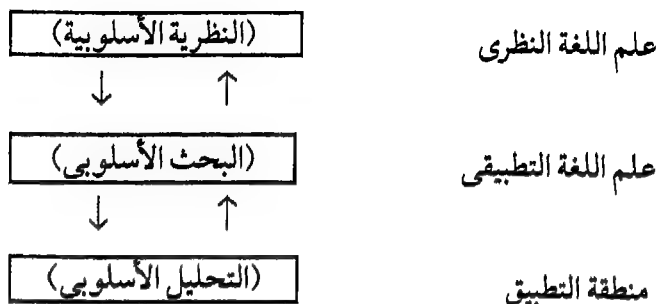 علم اللغة النظرى (النظرية الأسلوبية)
علم اللغة التطبيقى (البحث الأسلوبى)
منطقة التطبيق (التحليل الأسلوبى)